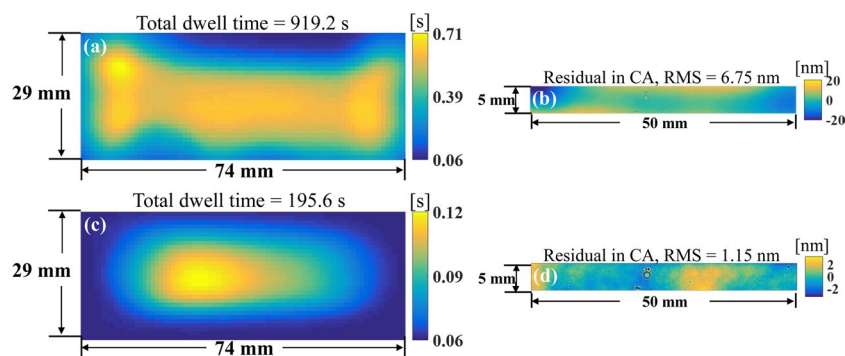 Total dwell time = 919.2 s
[s]
(a)
0.71
0.39
0.06
29 mm
74 mm
Residual in CA, RMS = 6.75 nm
[nm]
(b)
20
0
-20
5 mm
50 mm
Total dwell time = 195.6 s
[s]
(c)
0.12
0.09
0.06
29 mm
74 mm
Residual in CA, RMS = 1.15 nm
[nm]
(d)
2
0
-2
5 mm
50 mm